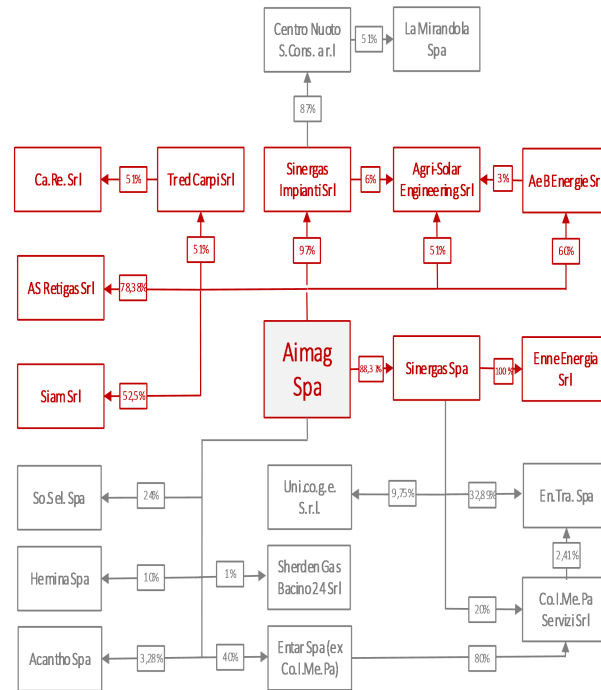 Centro Nuoto
S.Cons. a r.l
51%
La Mirandola
Spa
87%
Ca.Re. Srl
51%
Tred Carpi Srl
Sinergas
Impianti Srl
6%
Agri-Solar
Engineering Srl
3%
AeB Energie Srl
51%
97%
51%
60%
AS Retigas Srl
78,38%
Aimag
Spa
88,37%
Sinergas Spa
100%
Enne Energia
Srl
Siam Srl
52,5%
So.Sel. Spa
24%
Uni.co.g.e.
S.r.l.
9,75%
32,89%
En.Tra. Spa
2,41%
Hemina Spa
10%
1%
Sherden Gas
Bacino 24 Srl
20%
Co.I.Me.Pa
Servizi Srl
Acantho Spa
3,28%
40%
Entar Spa (ex
Co.I.Me.Pa)
80%